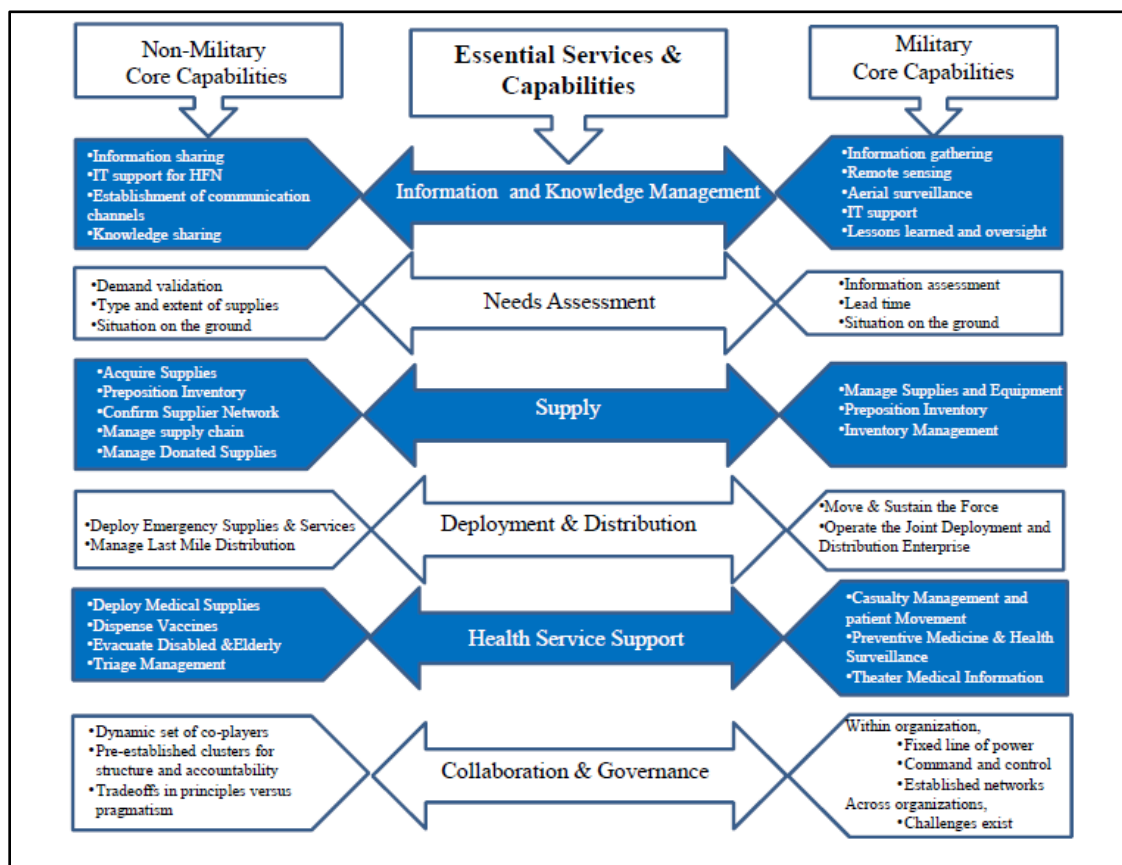 Non-Military
Core Capabilities
Essential Services &
Capabilities
Military
Core Capabilities
•Information sharing
•IT support for HFN
•Establishment of communication
channels
•Knowledge sharing
Information and Knowledge Management
•Information gathering
•Remote sensing
•Aerial surveillance
•IT support
•Lessons learned and oversight
•Demand validation
•Type and extent of supplies
•Situation on the ground
Needs Assessment
•Information assessment
•Lead time
•Situation on the ground
•Acquire Supplies
•Preposition Inventory
•Confirm Supplier Network
•Manage supply chain
•Manage Donated Supplies
Supply
•Manage Supplies and Equipment
•Preposition Inventory
•Inventory Management
•Deploy Emergency Supplies & Services
•Manage Last Mile Distribution
Deployment & Distribution
•Move & Sustain the Force
•Operate the Joint Deployment and
Distribution Enterprise
•Deploy Medical Supplies
•Dispense Vaccines
•Evacuate Disabled &Elderly
•Triage Management
Health Service Support
•Casualty Management and
patient Movement
•Preventive Medicine & Health
Surveillance
•Theater Medical Information
•Dynamic set of co-players
•Pre-established clusters for
structure and accountability
•Tradeoffs in principles versus
pragmatism
Collaboration & Governance
Within organization,
•Fixed line of power
•Command and control
•Established networks
Across organizations,
•Challenges exist